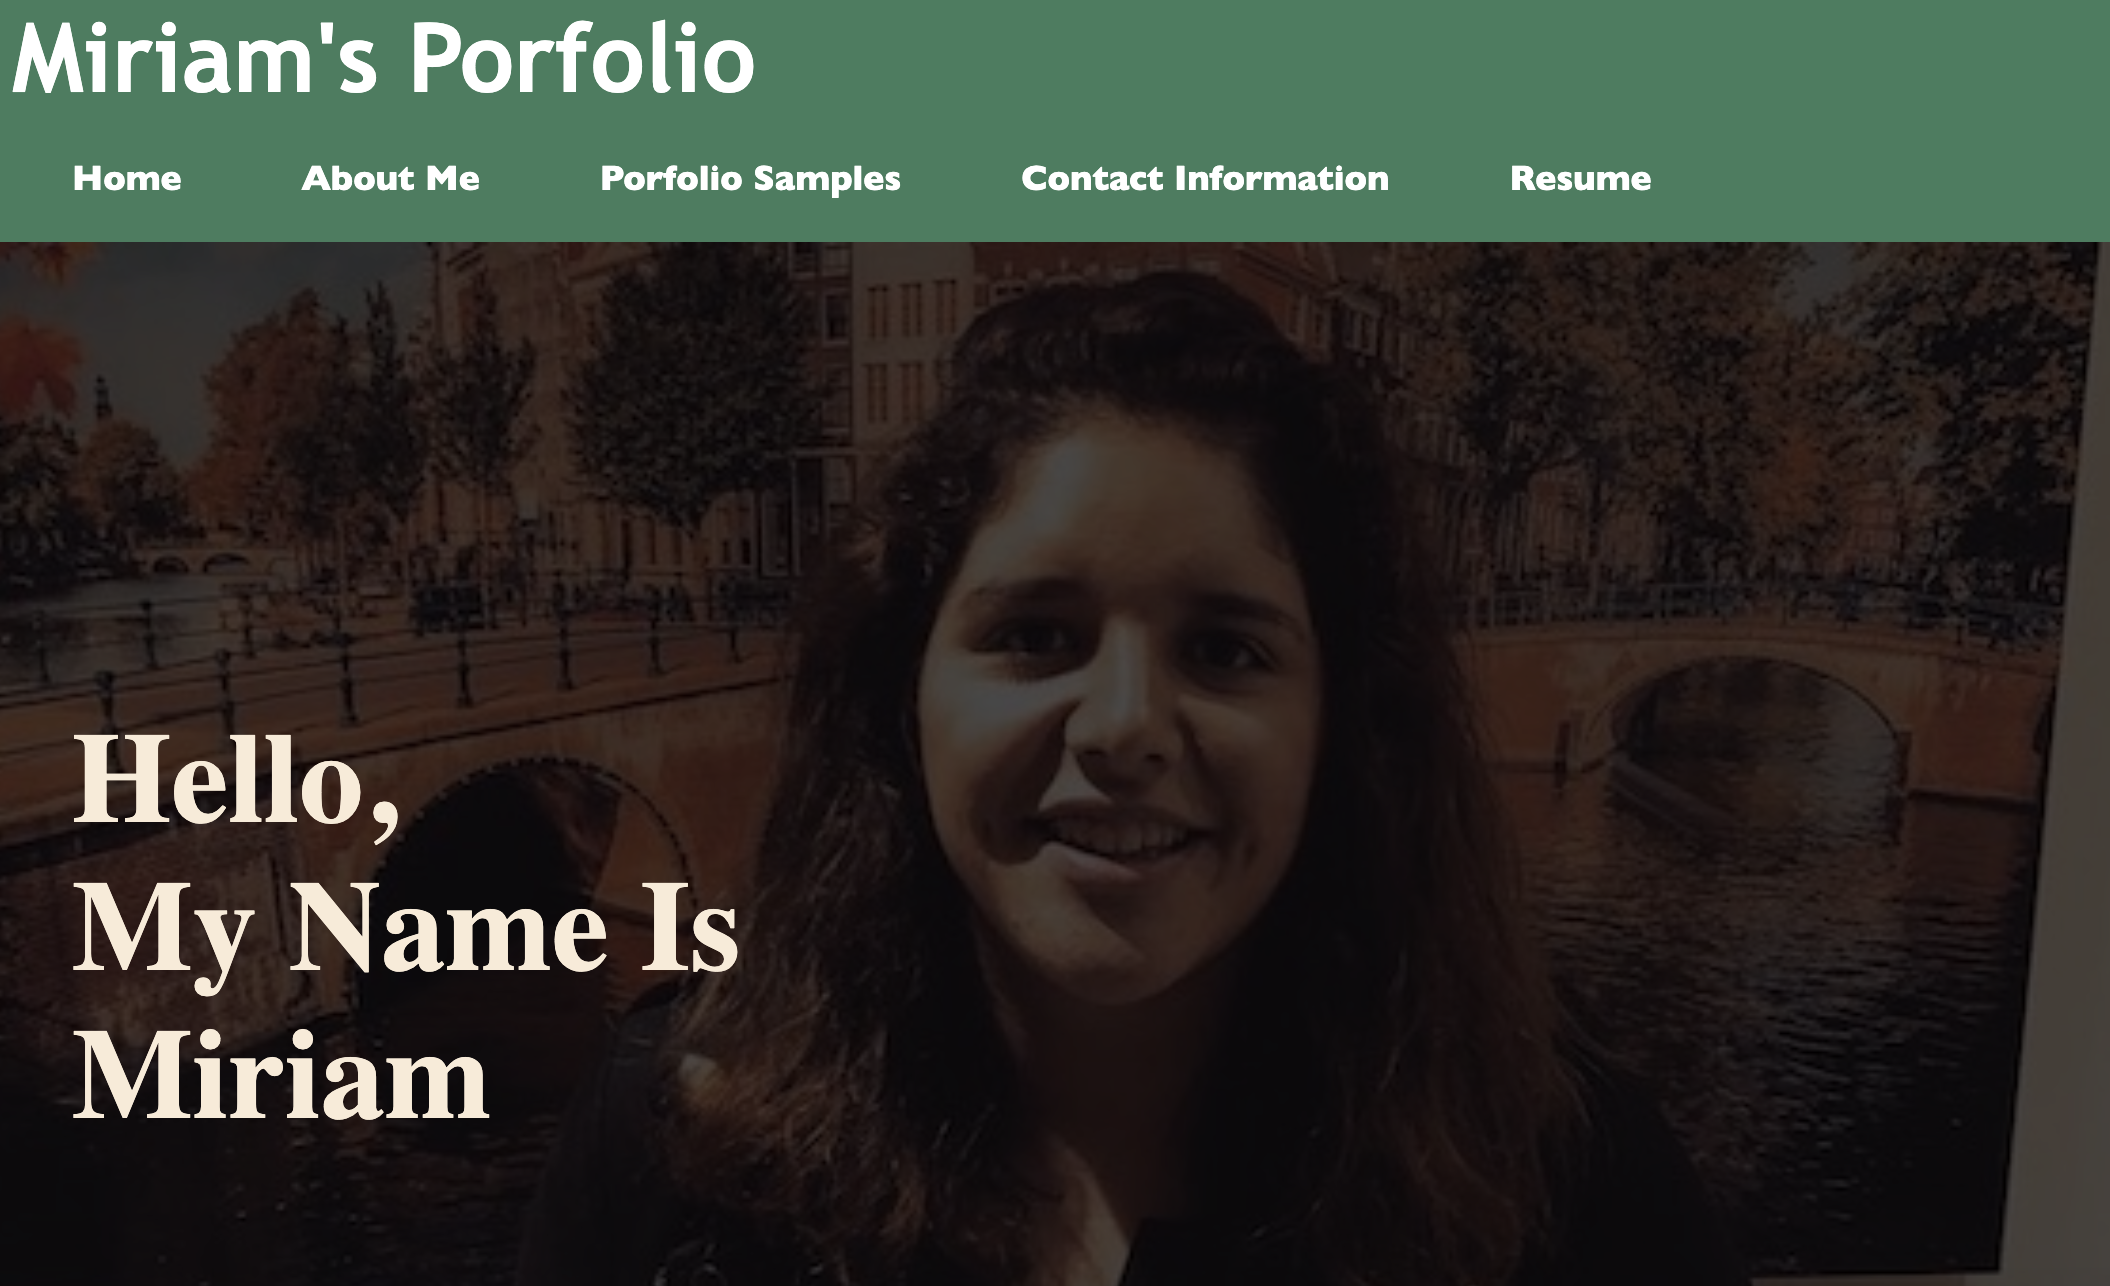 Miriam's Porfolio
Home About Me Porfolio Samples Contact Information Resume
Hello,
My Name Is
Miriam